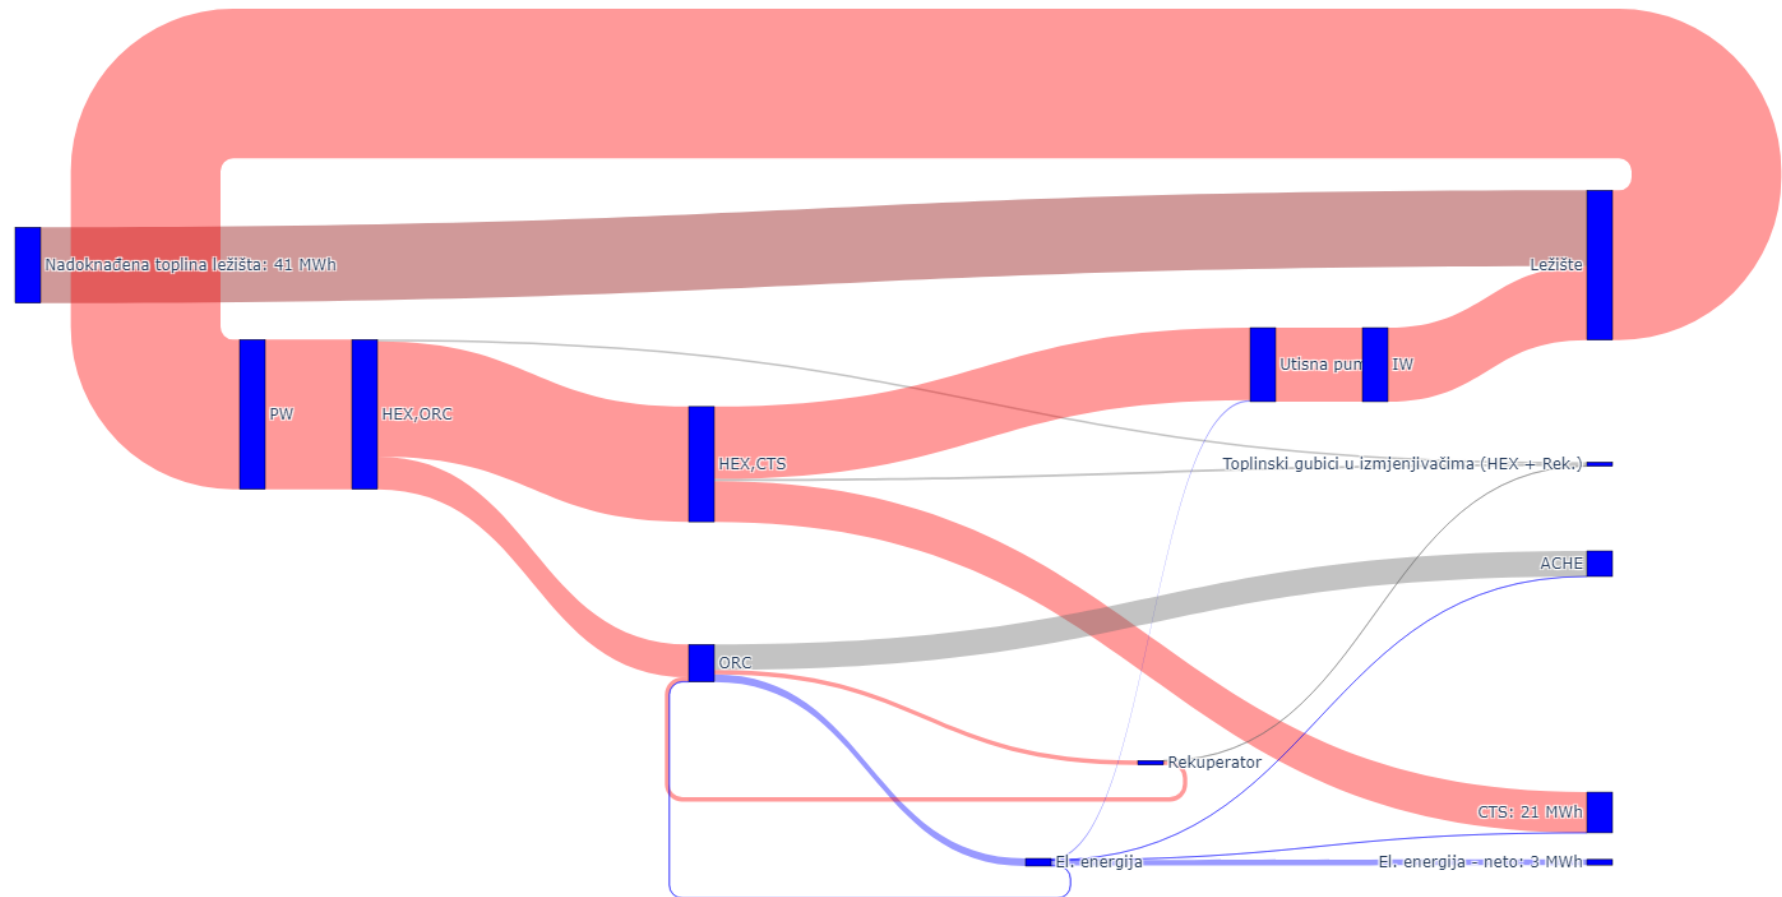 Nadoknađena toplina ležišta: 41 MWh
Ležište
Utisna pum
IW
PW
HEX,ORC
HEX,CTS
Toplinski gubici u izmjenjivačima (HEX + Rek.)
ACHE
ORC
Rekuperator
CTS: 21 MWh
El. energija
El. energija - neto: 3 MWh